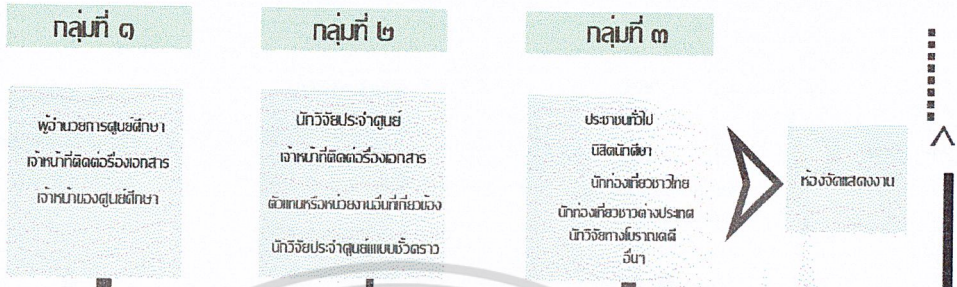 กลุ่มที่ ๑
กลุ่มที่ ๒
กลุ่มที่ ๓
ผู้อำนวยการศูนย์ศึกษา
เจ้าหน้าที่ติดต่อเรื่องเอกสาร
เจ้าหน้าของศูนย์ศึกษา
นักวิจัยประจำศูนย์
เจ้าหน้าที่ติดต่อเรื่องเอกสาร
ตัวแทนหรือหน่วยงานอื่นที่เกี่ยวข้อง
นักวิจัยประจำศูนย์แบบชั่วคราว
ประชาชนทั่วไป
นิสิตนักศึษา
นักท่องเที่ยวชาวไทย
นักท่องเที่ยวชาวต่างประเทศ
นักวิจัยทางโบราณคดี
อื่นๆ
ห้องจัดแสดงงาน